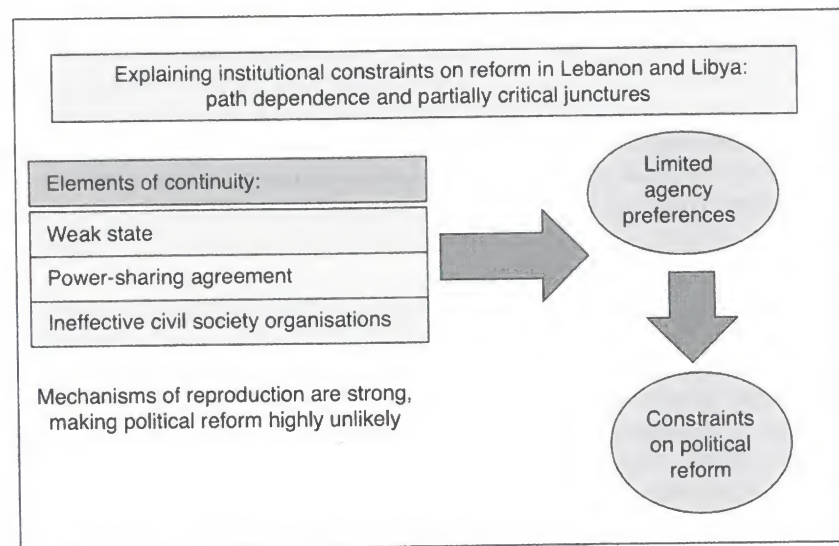 Explaining institutional constraints on reform in Lebanon and Libya:
path dependence and partially critical junctures
Elements of continuity:
Weak state
Power-sharing agreement
Ineffective civil society organisations
Mechanisms of reproduction are strong,
making political reform highly unlikely
Limited
agency
preferences
Constraints
on political
reform